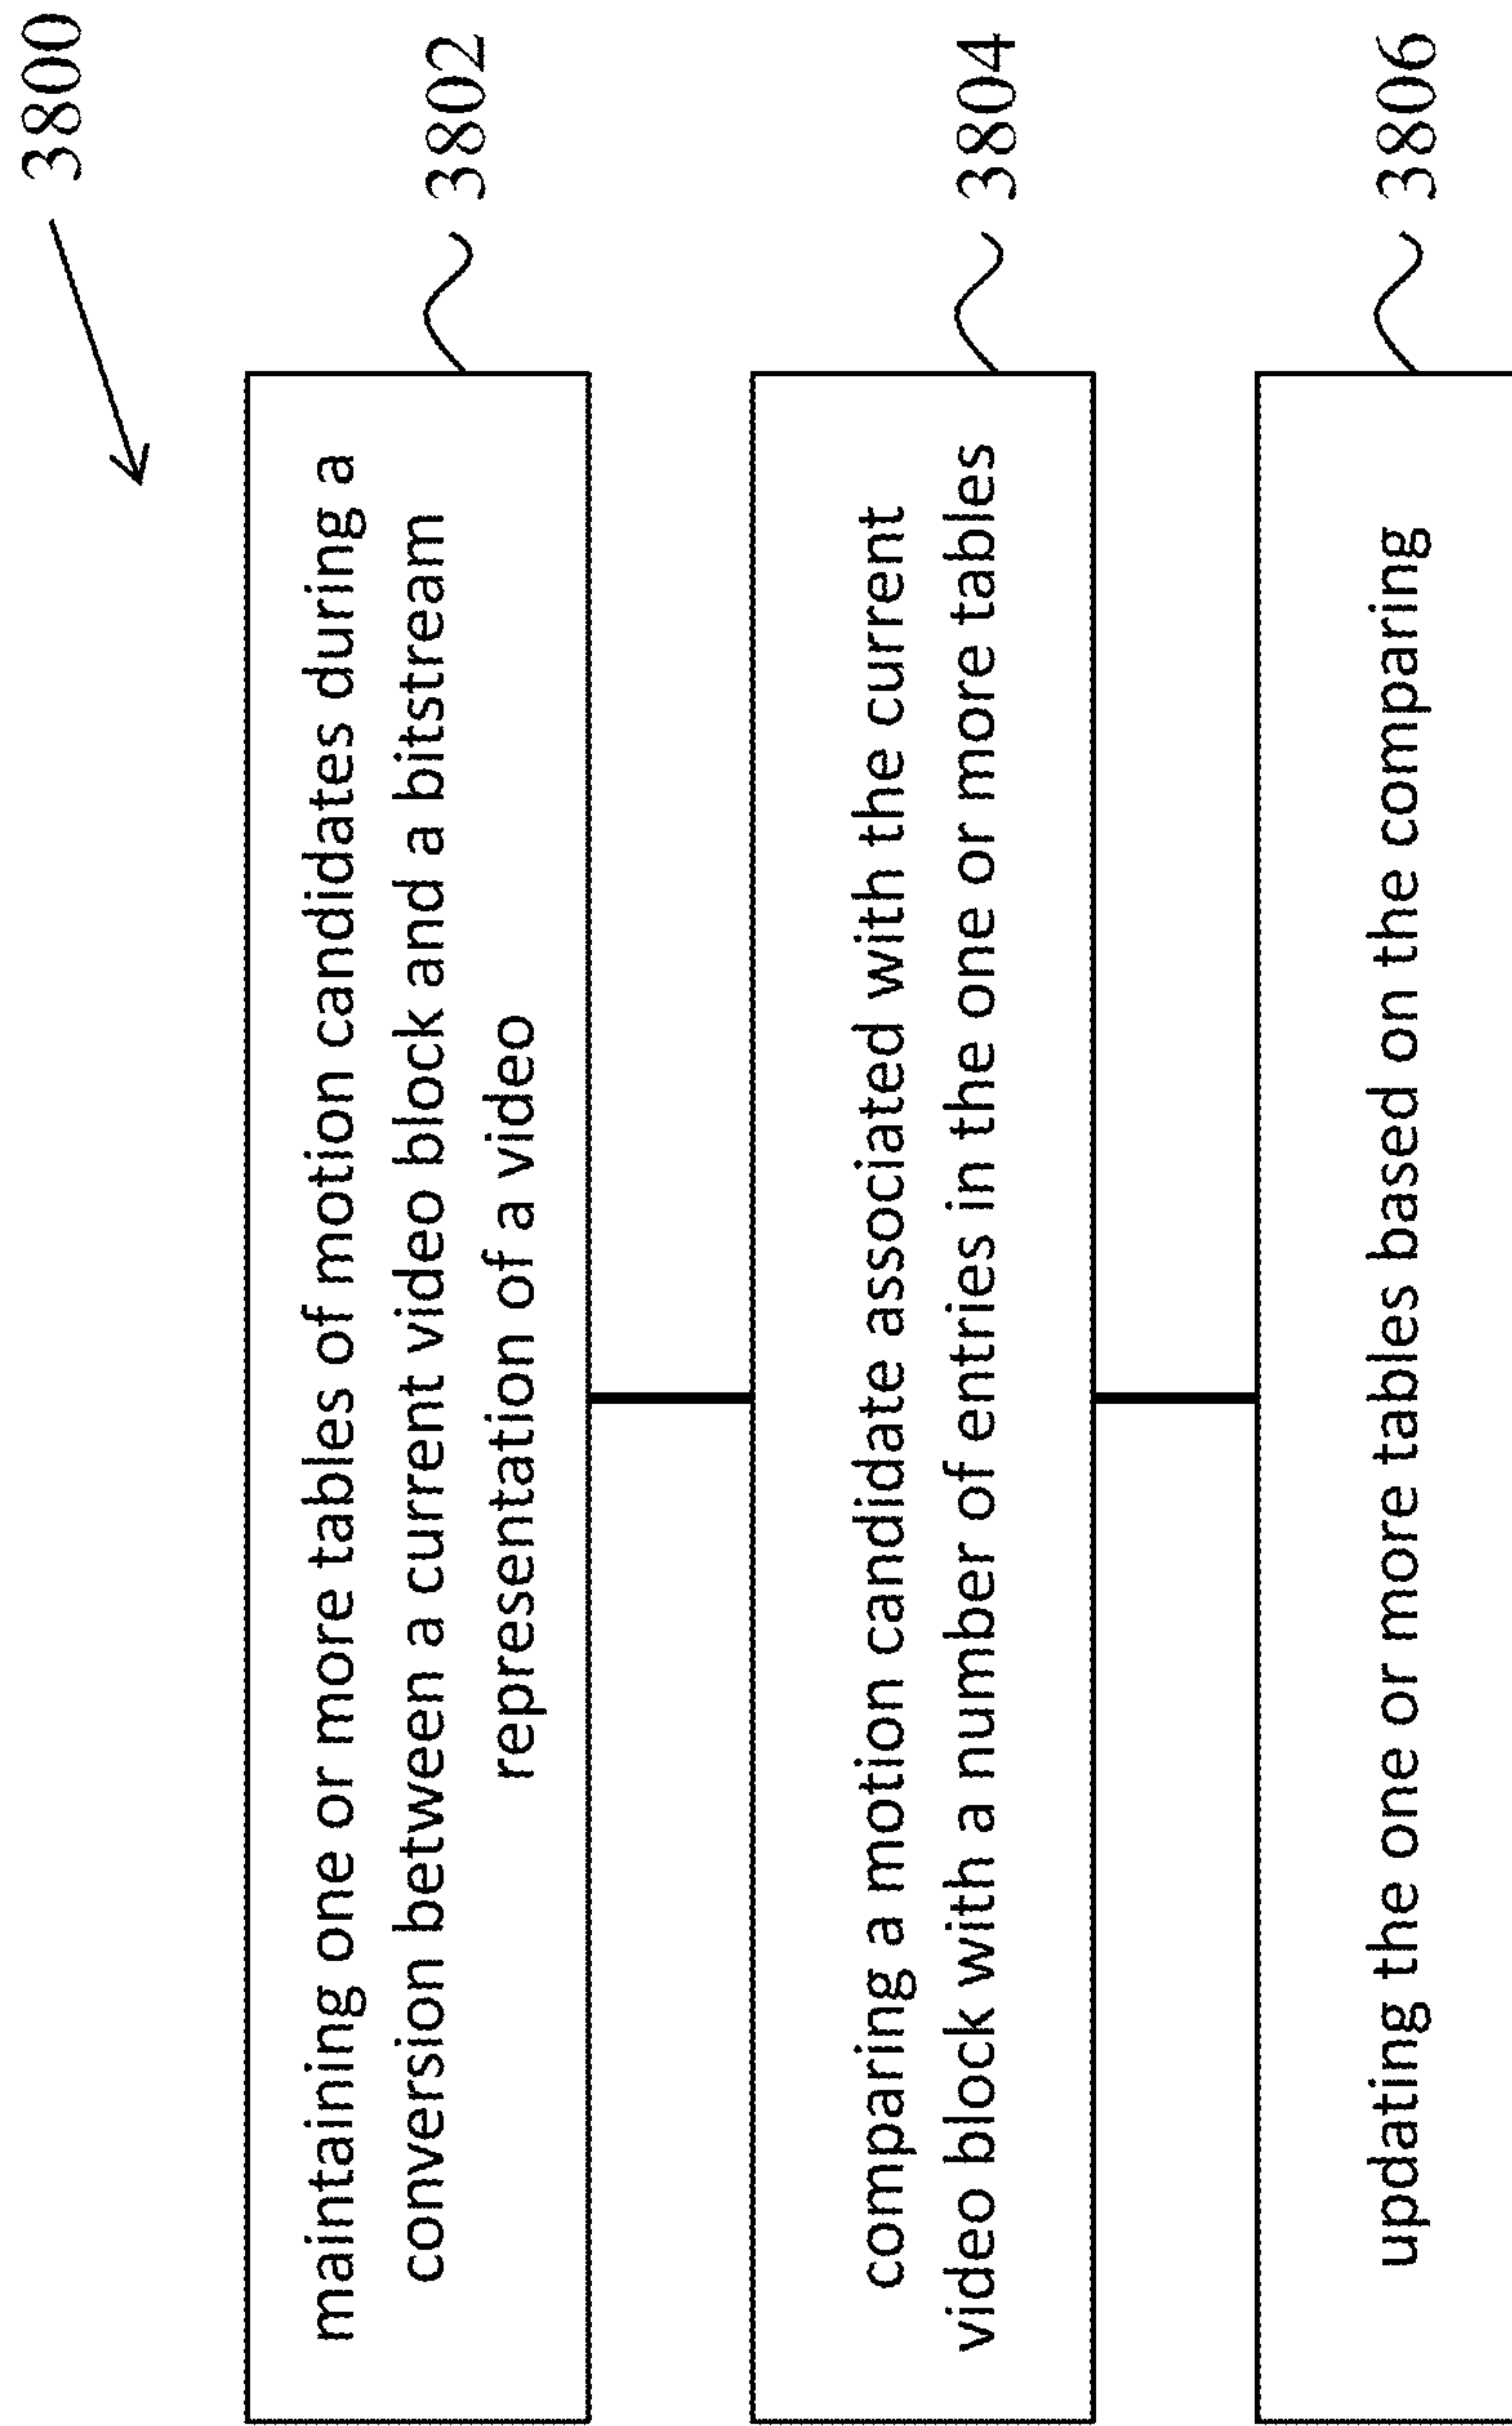 3800
maintaining one or more tables of motion candidates during a
conversion between a current video block and a bitstream
representation of a video
3802
comparing a motion candidate associated with the current
video block with a number of entries in the one or more tables
3804
updating the one or more tables based on the comparing
3806